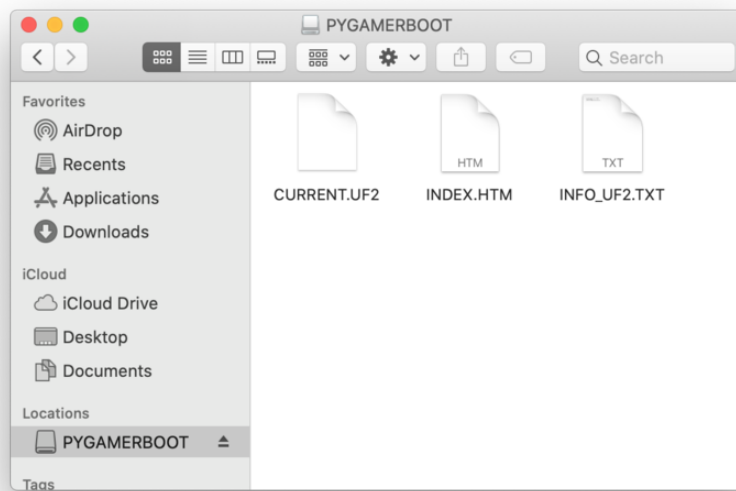 PYGAMERBOOT
Search
Favorites
AirDrop
Recents
Applications
Downloads
iCloud
iCloud Drive
Desktop
Documents
Locations
PYGAMERBOOT
Tags
HTM
TXT
CURRENT.UF2 INDEX.HTM INFO_UF2.TXT